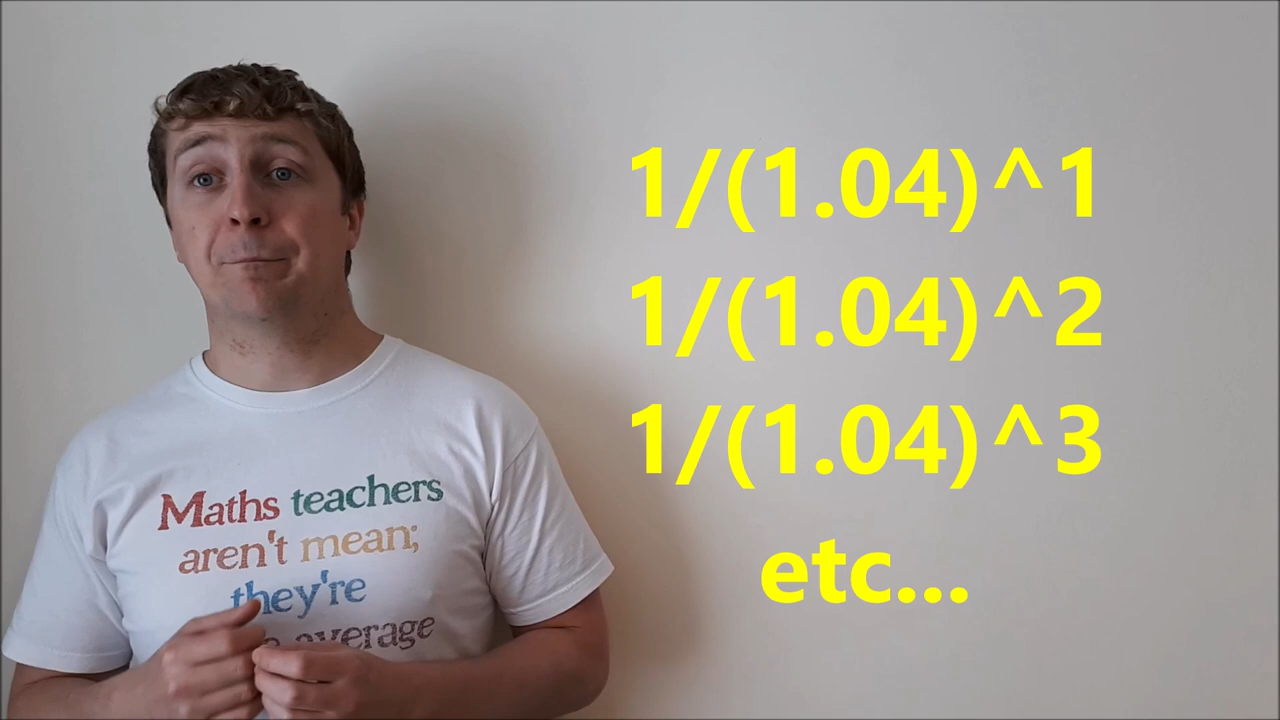 1/(1.04)^1
1/(1.04)^2
1/(1.04)^3
etc...
Maths teachers
aren't mean;
they're
average